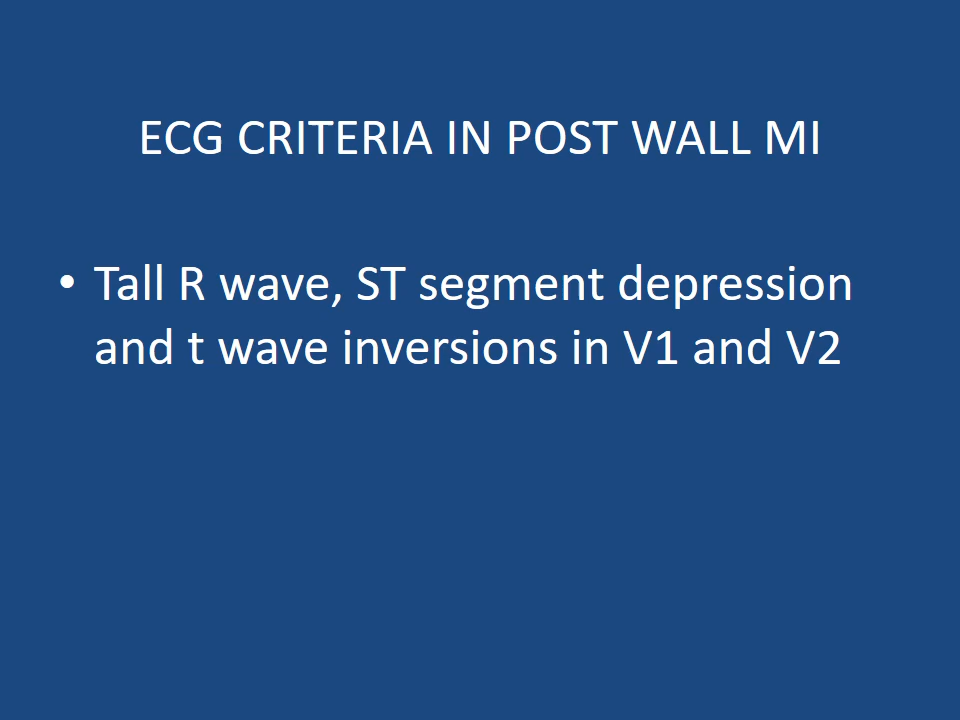 ECG CRITERIA IN POST WALL MI
• Tall R wave, ST segment depression
and t wave inversions in V1 and V2